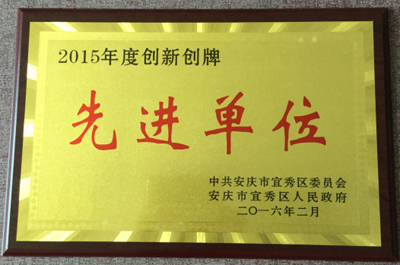 2015年度创新创牌
先进单位
中共安庆市宜秀区委员会
安庆市宜秀区人民政府
二〇一六年二月